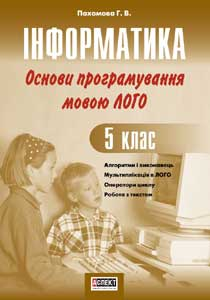 Пахомова Г. В.
ІНФОРМАТИКА
Основи програмування
мовою ЛОГО
5 клас
Алгоритми і виконавець
Мультиплікація в ЛОГО
Оператори циклу
Робота з текстом
АСПЕКТ